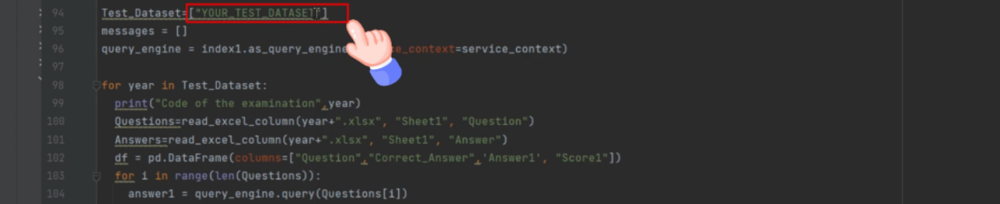 94 Test_Dataset=["YOUR_TEST_DATASET"]
95 messages = []
96 query_engine = index1.as_query_engine e_context=service_context)
97
98 for year in Test_Dataset:
99 print("Code of the examination",year)
100 Questions=read_excel_column(year+".xlsx", "Sheet1", "Question")
101 Answers=read_excel_column(year+".xlsx", "Sheet1", "Answer")
102 df = pd.DataFrame(columns=["Question","Correct_Answer",'Answer1', "Score1"])
103 for i in range(len(Questions)):
104 answer1 = query_engine.query(Questions[i])